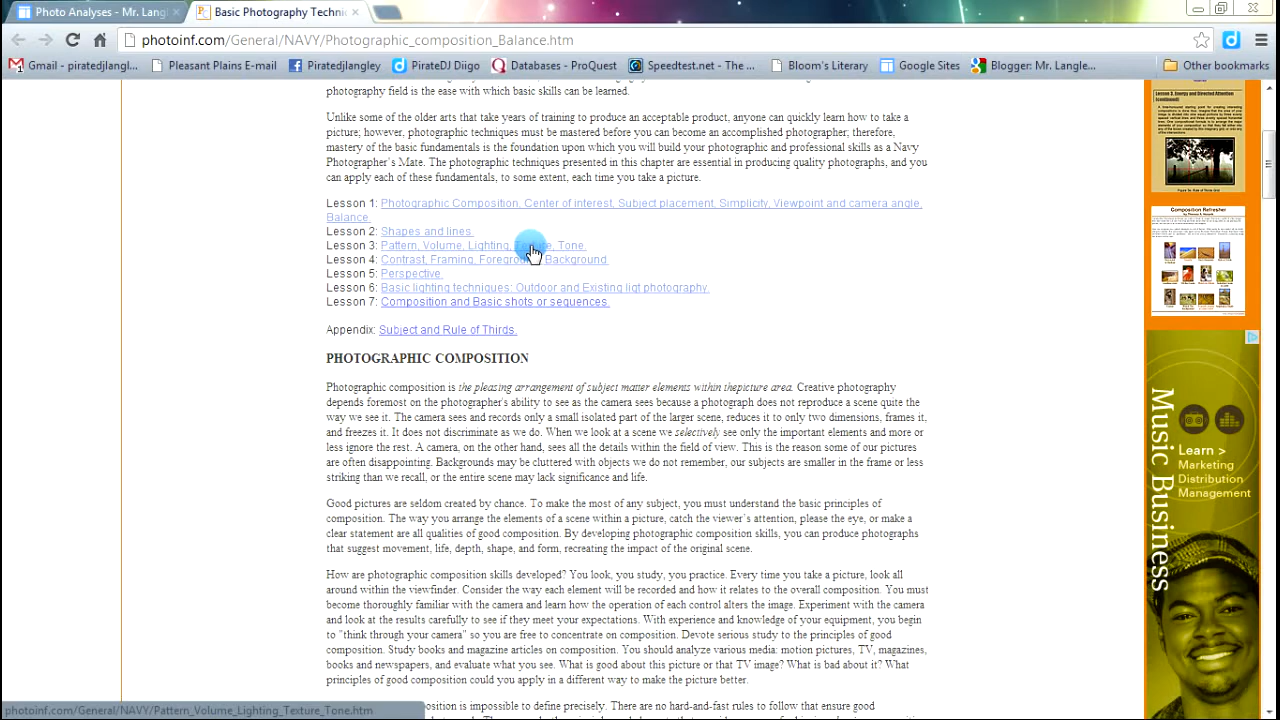 Photo Analyses - Mr. Langl
Basic Photography Techni
photoinf.com/General/NAVY/Photographic_composition_Balance.htm
Gmail - piratedjlangley@...
Pleasant Plains E-mail
Piratedjlangley
PirateDJ Diigo
Databases - ProQuest
Speedtest.net - The ...
Bloom's Literary
Google Sites
Blogger: Mr. Langle...
Other bookmarks
photography field is the ease with which basic skills can be learned.
Unlike some of the older arts that take years of training to produce an acceptable product, anyone can quickly learn how to take a
picture; however, photographic
be mastered before you can become an accomplished photographer; therefore,
mastery of the basic fundamentals is the foundation upon which you will build your photographic and professional skills as a Navy
Photographer's Mate. The photographic techniques presented in this chapter are essential in producing quality photographs, and you
can apply each of these fundamentals, to some extent, each time you take a picture.
Lesson 1: Photographic Composition, Center of interest, Subject placement, Simplicity, Viewpoint and camera angle,
Balance.
Lesson 2: Shapes and lines.
Lesson 3: Pattern, Volume, Lighting, Texture, Tone.
Lesson 4: Contrast, Framing, Foreground, Background
Lesson 5: Perspective.
Lesson 6: Basic lighting techniques: Outdoor and Existing liqt photography.
Lesson 7: Composition and Basic shots or sequences.
Appendix: Subject and Rule of Thirds.
PHOTOGRAPHIC COMPOSITION
Photographic composition is the pleasing arrangement of subject matter elements within thepicture area. Creative photography
depends foremost on the photographer's ability to see as the camera sees because a photograph does not reproduce a scene quite the
way we see it. The camera sees and records only a small isolated part of the larger scene, reduces it to only two dimensions, frames it,
and freezes it. It does not discriminate as we do. When we look at a scene we selectively see only the important elements and more or
less ignore the rest. A camera, on the other hand, sees all the details within the field of view. This is the reason some of our pictures
are often disappointing. Backgrounds may be cluttered with objects we do not remember, our subjects are smaller in the frame or less
striking than we recall, or the entire scene may lack significance and life.
Good pictures are seldom created by chance. To make the most of any subject, you must understand the basic principles of
composition. The way you arrange the elements of a scene within a picture, catch the viewer's attention, please the eye, or make a
clear statement are all qualities of good composition. By developing photographic composition skills, you can produce photographs
that suggest movement, life, depth, shape, and form, recreating the impact of the original scene.
How are photographic composition skills developed? You look, you study, you practice. Every time you take a picture, look all
around within the viewfinder. Consider the way each element will be recorded and how it relates to the overall composition. You must
become thoroughly familiar with the camera and learn how the operation of each control alters the image. Experiment with the camera
and look at the results carefully to see if they meet your expectations. With experience and knowledge of your equipment, you begin
to "think through your camera" so you are free to concentrate on composition. Devote serious study to the principles of good
composition. Study books and magazine articles on composition. You should analyze various media: motion pictures, TV, magazines,
books and newspapers, and evaluate what you see. What is good about this picture or that TV image? What is bad about it? What
principles of good composition could you apply in a different way to make the picture better.
position is impossible to define precisely. There are no hard-and-fast rules to follow that ensure good
photoinf.com/General/NAVY/Pattern_Volume_Lighting_Texture_Tone.htm
Lesson 3. Energy and Directed Attention
(continued)
Composition Refresher
Music Business
Learn >
Marketing
Distribution
Management